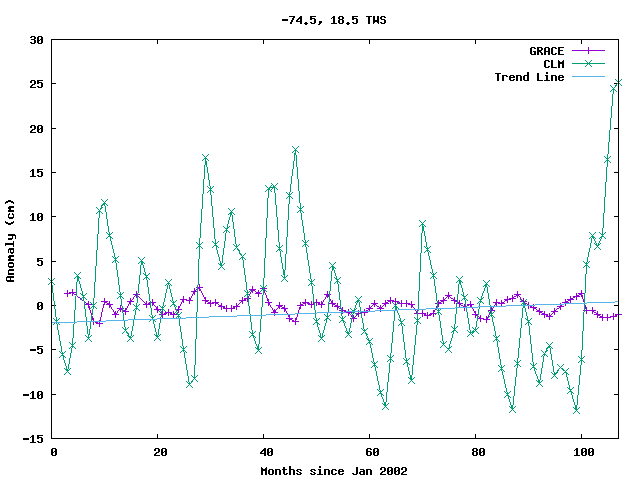 -74.5, 18.5 TWS
GRACE
CLM
Trend Line
30
25
20
15
10
5
0
-5
-10
-15
Anomaly (cm)
0 20 40 60 80 100
Months since Jan 2002